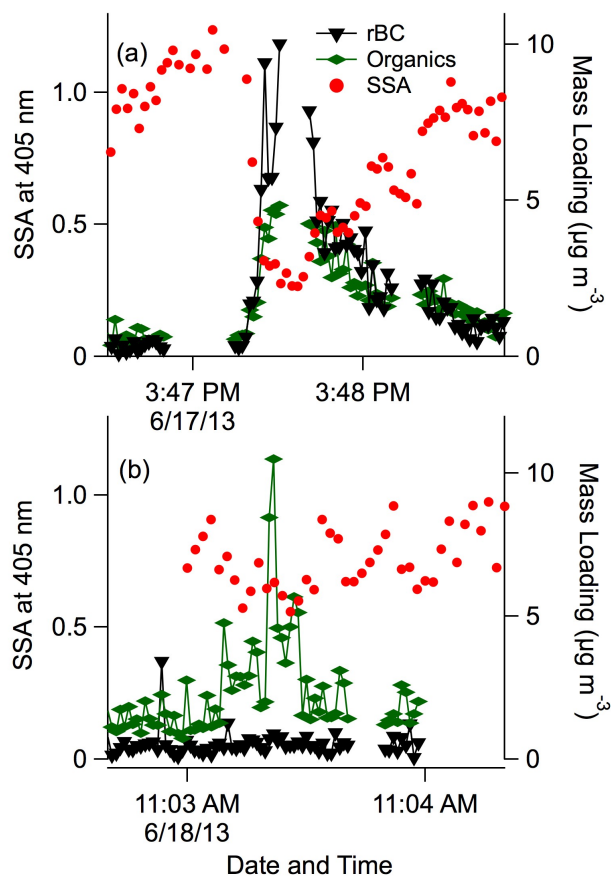 (a)
rBC
Organics
SSA
SSA at 405 nm
1.0
0.5
0
10
5
0
Mass Loading (µg m-3)
3:47 PM
6/17/13
3:48 PM
(b)
SSA at 405 nm
1.0
0.5
0
10
5
0
Mass Loading (µg m-3)
11:03 AM
6/18/13
11:04 AM
Date and Time